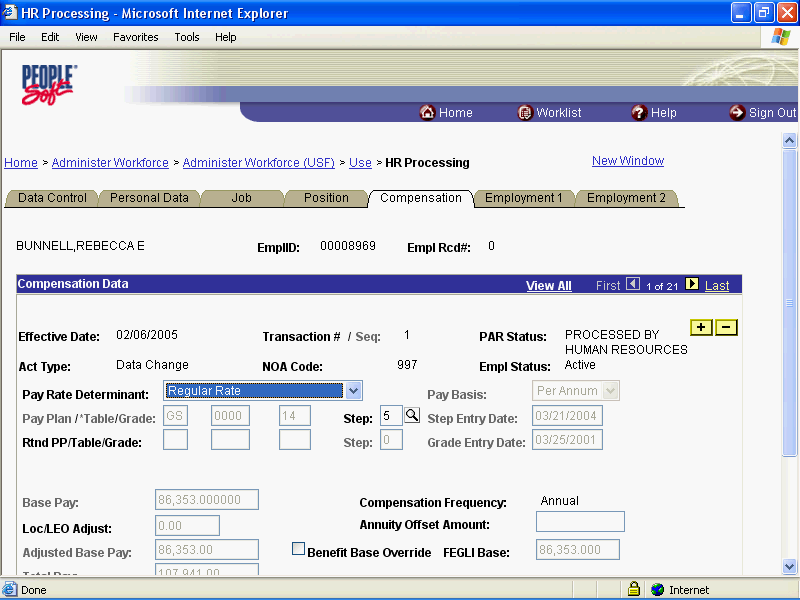 HR Processing - Microsoft Internet Explorer
File Edit View Favorites Tools Help
PEOPLE
Soft
Home Worklist Help Sign Out
Home > Administer Workforce > Administer Workforce (USF) > Use > HR Processing New Window
Data Control Personal Data Job Position Compensation Employment 1 Employment 2
BUNNELL,REBECCA E EmplID: 00008969 Empl Rcd#: 0
Compensation Data View All First 1 of 21 Last
Effective Date: 02/06/2005 Transaction # / Seq: 1 PAR Status: PROCESSED BY
HUMAN RESOURCES
Act Type: Data Change NOA Code: 997 Empl Status: Active
Pay Rate Determinant: Regular Rate Pay Basis: Per Annum
Pay Plan /*Table/Grade: GS 0000 14 Step: 5 Step Entry Date: 03/21/2004
Rtnd PP/Table/Grade: Step: 0 Grade Entry Date: 03/25/2001
Base Pay: 86,353.000000 Compensation Frequency: Annual
Loc/LEO Adjust: 0.00 Annuity Offset Amount:
Adjusted Base Pay: 86,353.00 Benefit Base Override FEGLI Base: 86,353.000
Total Pay: 107,941.00
Done Internet